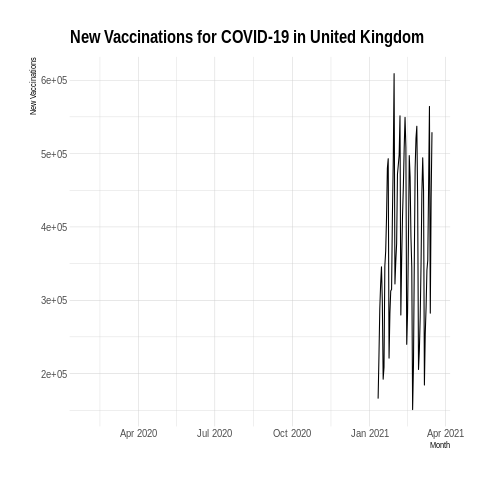 New Vaccinations for COVID-19 in United Kingdom
New Vaccinations
6e+05
5e+05
4e+05
3e+05
2e+05
Apr 2020 Jul 2020 Oct 2020 Jan 2021 Apr 2021
Month